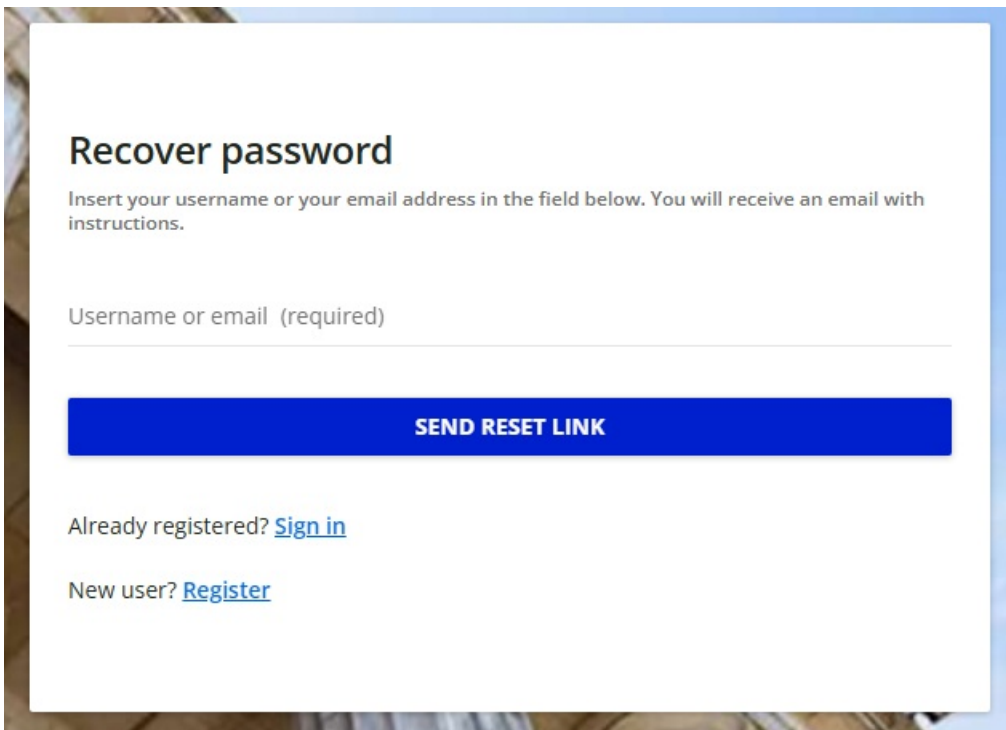 Recover password
Insert your username or your email address in the field below. You will receive an email with
instructions.
Username or email (required)
SEND RESET LINK
Already registered? Sign in
New user? Register